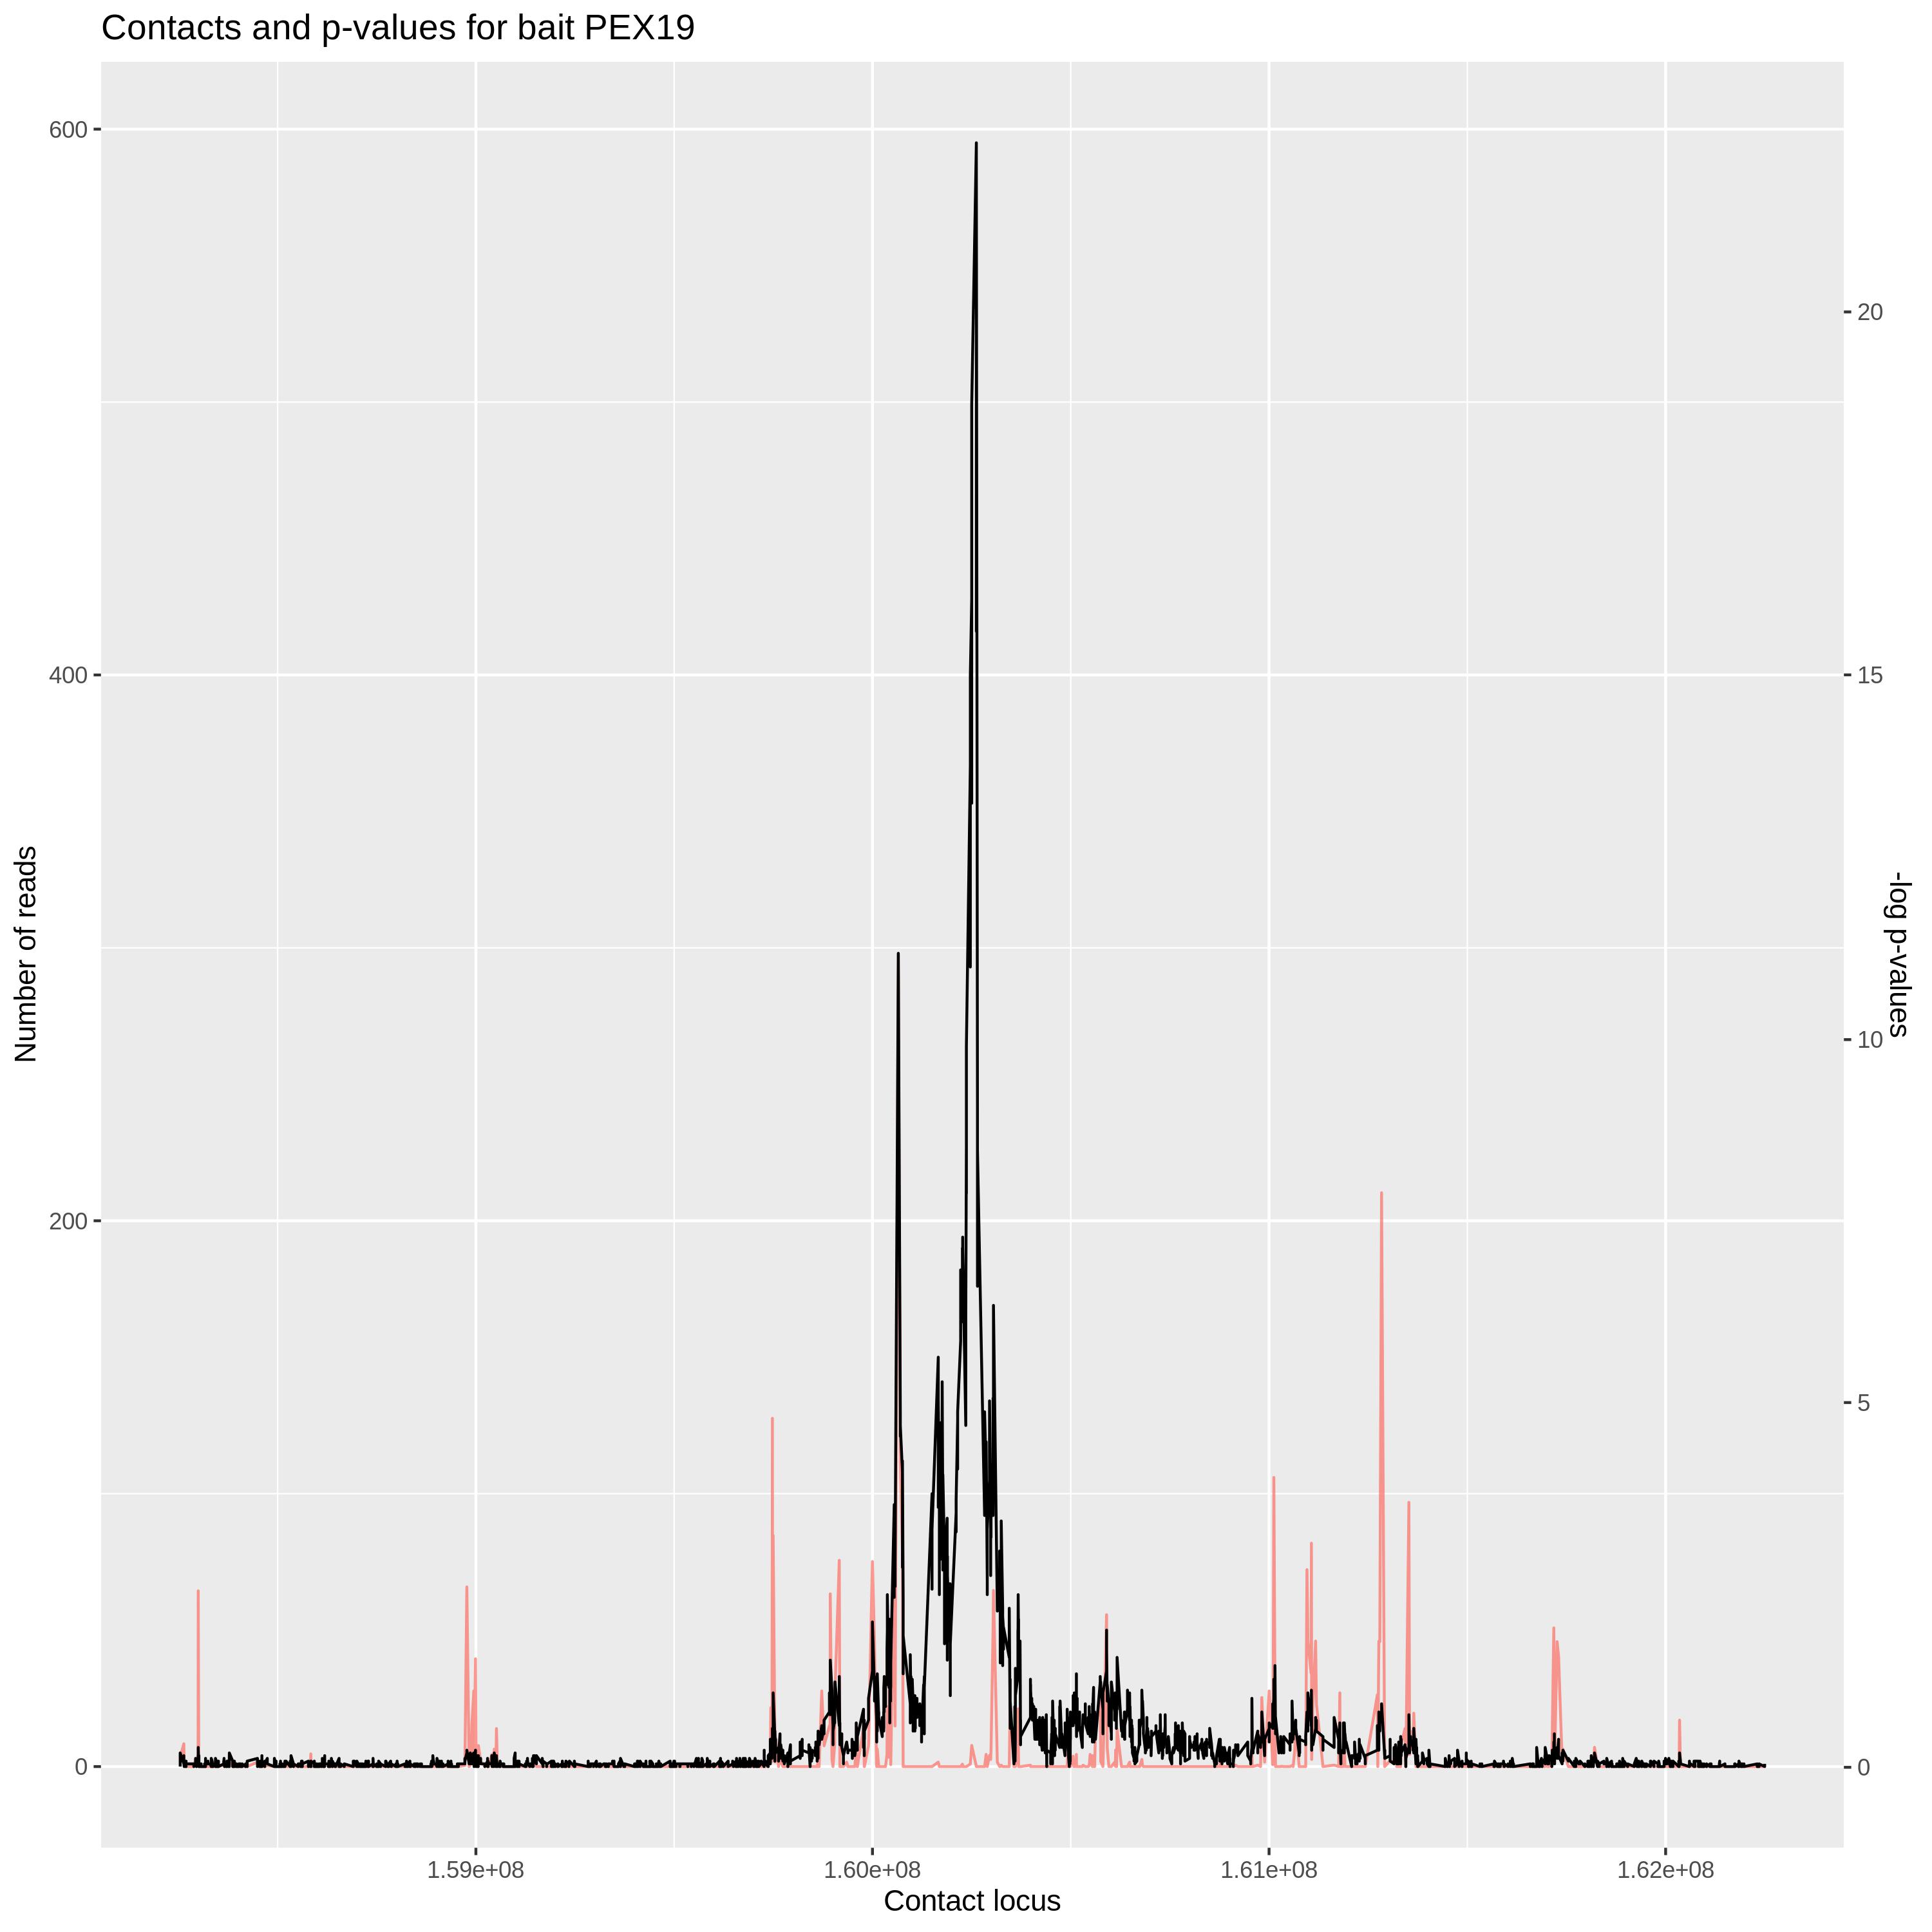 Contacts and p-values for bait PEX19
600
400
200
0
Number of reads
20
15
10
5
0
-log p-values
1.59e+08
1.60e+08
1.61e+08
1.62e+08
Contact locus